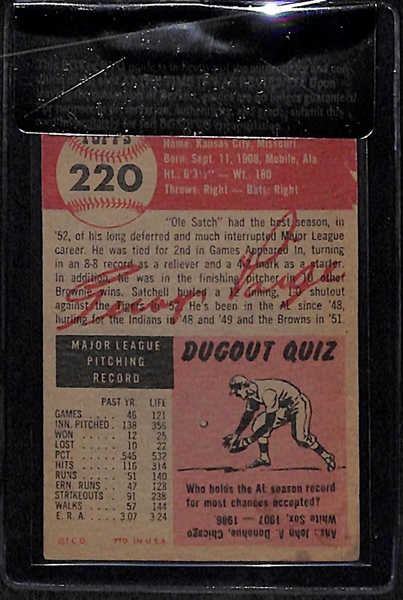 TOPPS
220
Home: Kansas City, Missouri
Born: Sept. 11, 1908, Mobile, Ala.
Ht.: 6'3½" — Wt.: 180
Throws: Right — Bats: Right
"Ole Satch" had the best season, in
'52, of his long deferred and much interrupted Major League
career. He was tied for 2nd in Games Appeared In, turning
in an 8-8 record as a reliever and a 4- mark as a starter.
In addition, he was in the finishing pitcher 10 other
Brownie wins. Satchell hurled a 12 inning, 1-0 shutout
against the He's been in the AL since '48,
hurling for the Indians in '48 and '49 and the Browns in '51.
MAJOR LEAGUE
PITCHING
RECORD
PAST YR. LIFE
GAMES 46 121
INN. PITCHED 138 356
WON 12 25
LOST 10 22
PCT. .545 .532
HITS 116 314
RUNS 51 140
ERN. RUNS 47 128
STRIKEOUTS 91 238
WALKS 57 144
E. R. A. 3.07 3.24
©T.C.G. PTD. IN U.S.A.
DUGOUT QUIZ
Who holds the AL season record
for most chances accepted?
Ans.: John A. Donohue, Chicago
White Sox, 1907 — 1986.